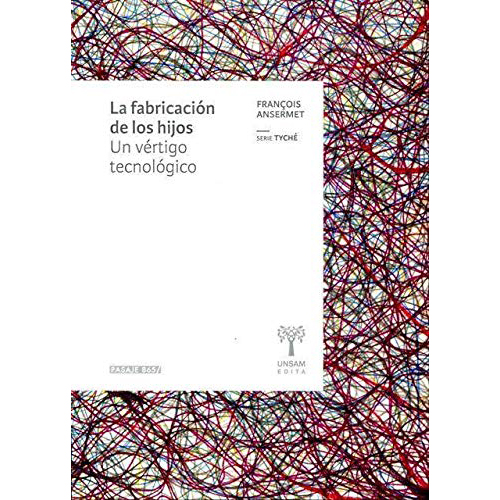 La fabricación
de los hijos
Un vértigo
tecnológico
FRANÇOIS
ANSERMET
SERIE TYCHÉ
PASAJE 865/
UNSAM
EDITA